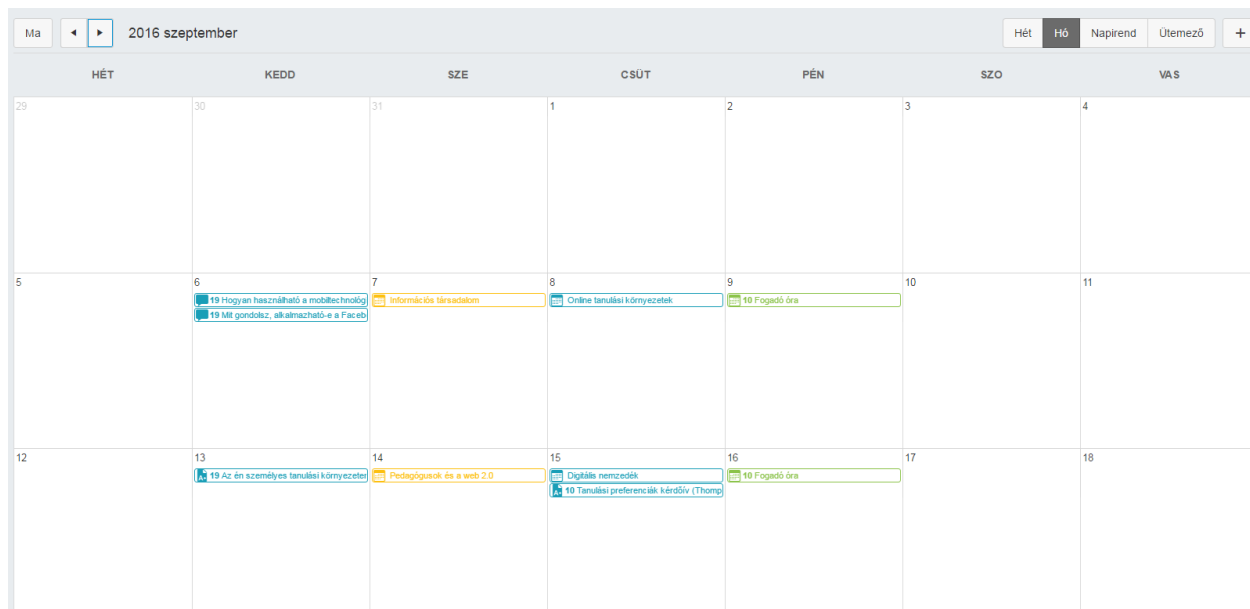 Ma
2016 szeptember
Hét Hó Napirend Ütemező +
HÉT KEDD SZE CSÜT PÉN SZO VAS
29 30 31 1 2 3 4
5 6 7 8 9 10 11
19 Hogyan használható a mobiltechnológ
Információs társadalom
Online tanulási környezetek
10 Fogadó óra
19 Mit gondolsz, alkalmazható-e a Faceb
12 13 14 15 16 17 18
19 Az én személyes tanulási környezeter
Pedagógusok és a web 2.0
Digitális nemzedék
10 Fogadó óra
10 Tanulási preferenciák kérdőív (Thomp